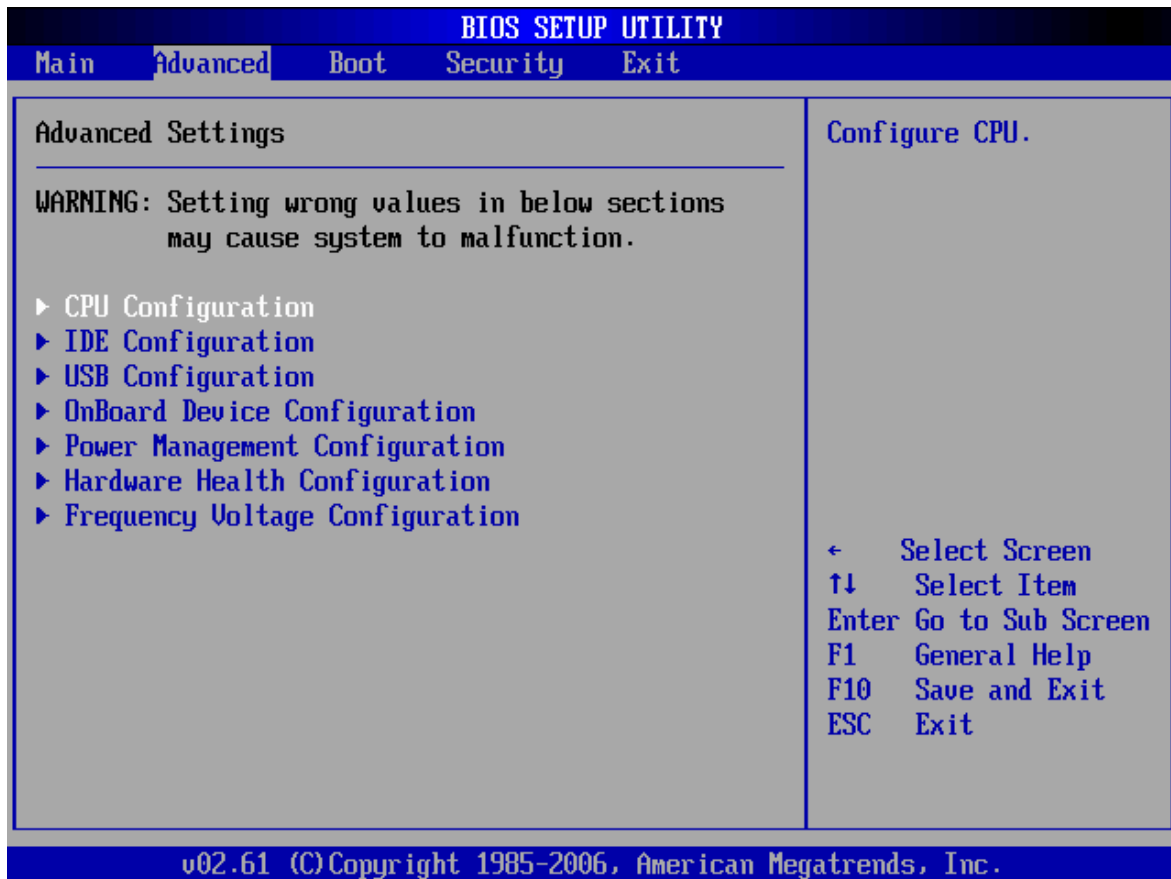 BIOS SETUP UTILITY
Main Advanced Boot Security Exit
Advanced Settings
WARNING: Setting wrong values in below sections
may cause system to malfunction.
▶ CPU Configuration
▶ IDE Configuration
▶ USB Configuration
▶ OnBoard Device Configuration
▶ Power Management Configuration
▶ Hardware Health Configuration
▶ Frequency Voltage Configuration
Configure CPU.
← Select Screen
↑↓ Select Item
Enter Go to Sub Screen
F1 General Help
F10 Save and Exit
ESC Exit
v02.61 (C)Copyright 1985-2006, American Megatrends, Inc.